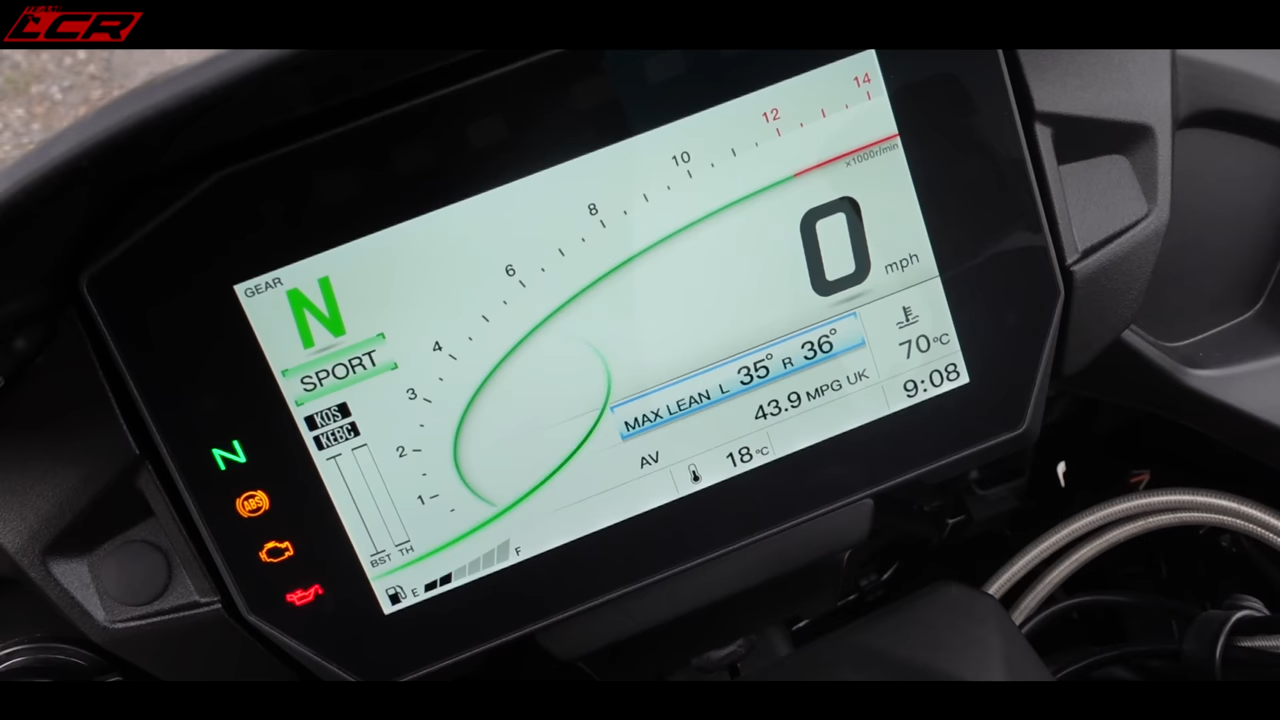 LCR
GEAR
N
SPORT
KQS
KEBC
BST TH
E F
1
2
3
4
6
8
10
12
14
×1000r/min
0 mph
MAX LEAN L 35° R 36°
43.9 MPG UK
AV
18°C
70°C
9:08
N
ABS